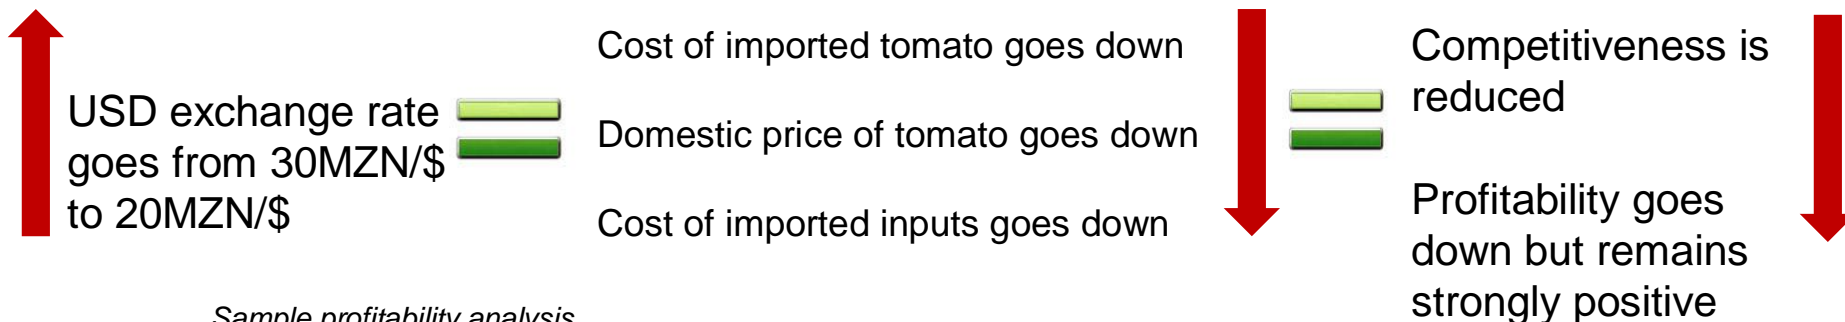 USD exchange rate
goes from 30MZN/$
to 20MZN/$
Cost of imported tomato goes down
Domestic price of tomato goes down
Cost of imported inputs goes down
Competitiveness is
reduced
Profitability goes
down but remains
strongly positive
Sample profitability analysis